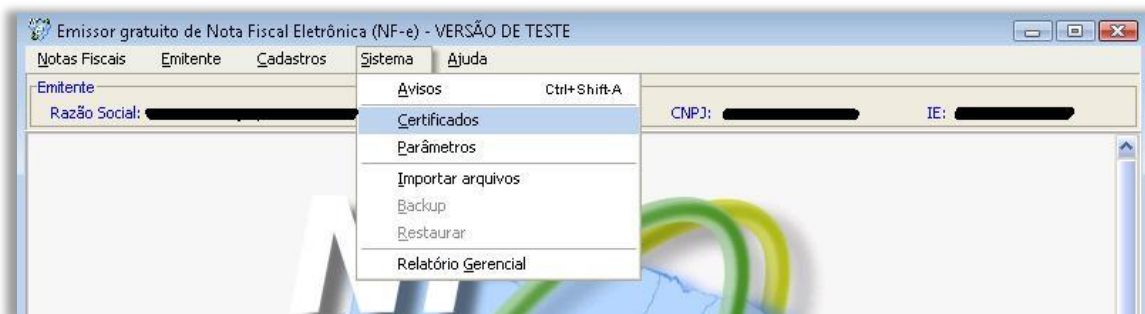 Emissor gratuito de Nota Fiscal Eletrônica (NF-e) - VERSÃO DE TESTE
Notas Fiscais Emitente Cadastros Sistema Ajuda
Emitente
Razão Social: CNPJ: IE:
Avisos Ctrl+Shift-A
Certificados
Parâmetros
Importar arquivos
Backup
Restaurar
Relatório Gerencial